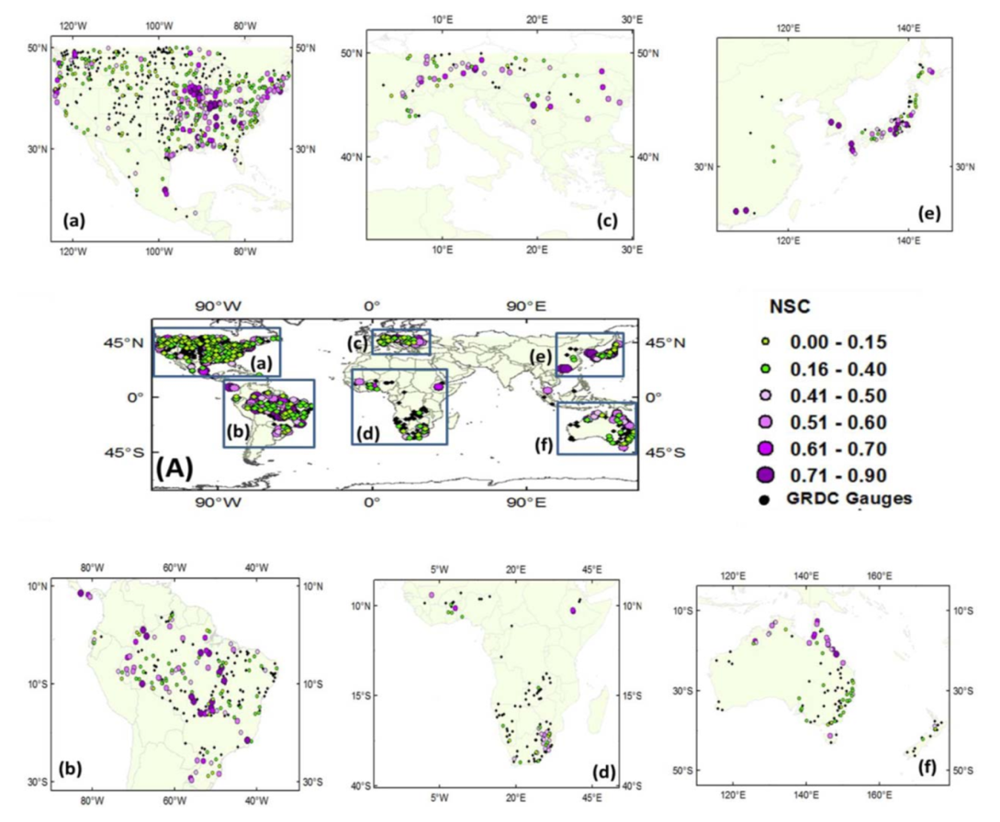 120°W 100°W 80°W
50°N 50°N
30°N 30°N
(a)
120°W 100°W 80°W
10°E 20°E 30°E
50°N 50°N
40°N 40°N
(c)
10°E 20°E 30°E
120°E 140°E
30°N 30°N
(e)
120°E 140°E
90°W 0° 90°E
45°N 45°N
(c)
(a) (e)
0° 0°
(b) (d) (f)
45°S 45°S
(A)
90°W 0° 90°E
NSC
0.00 - 0.15
0.16 - 0.40
0.41 - 0.50
0.51 - 0.60
0.61 - 0.70
0.71 - 0.90
GRDC Gauges
80°W 60°W 40°W
10°N 10°N
10°S 10°S
(b)
30°S 30°S
80°W 60°W 40°W
5°W 20°E 45°E
10°N 10°N
15°S 15°S
(d)
40°S 40°S
5°W 20°E 45°E
120°E 140°E 160°E
10°S 10°S
30°S 30°S
50°S (f) 50°S
120°E 140°E 160°E